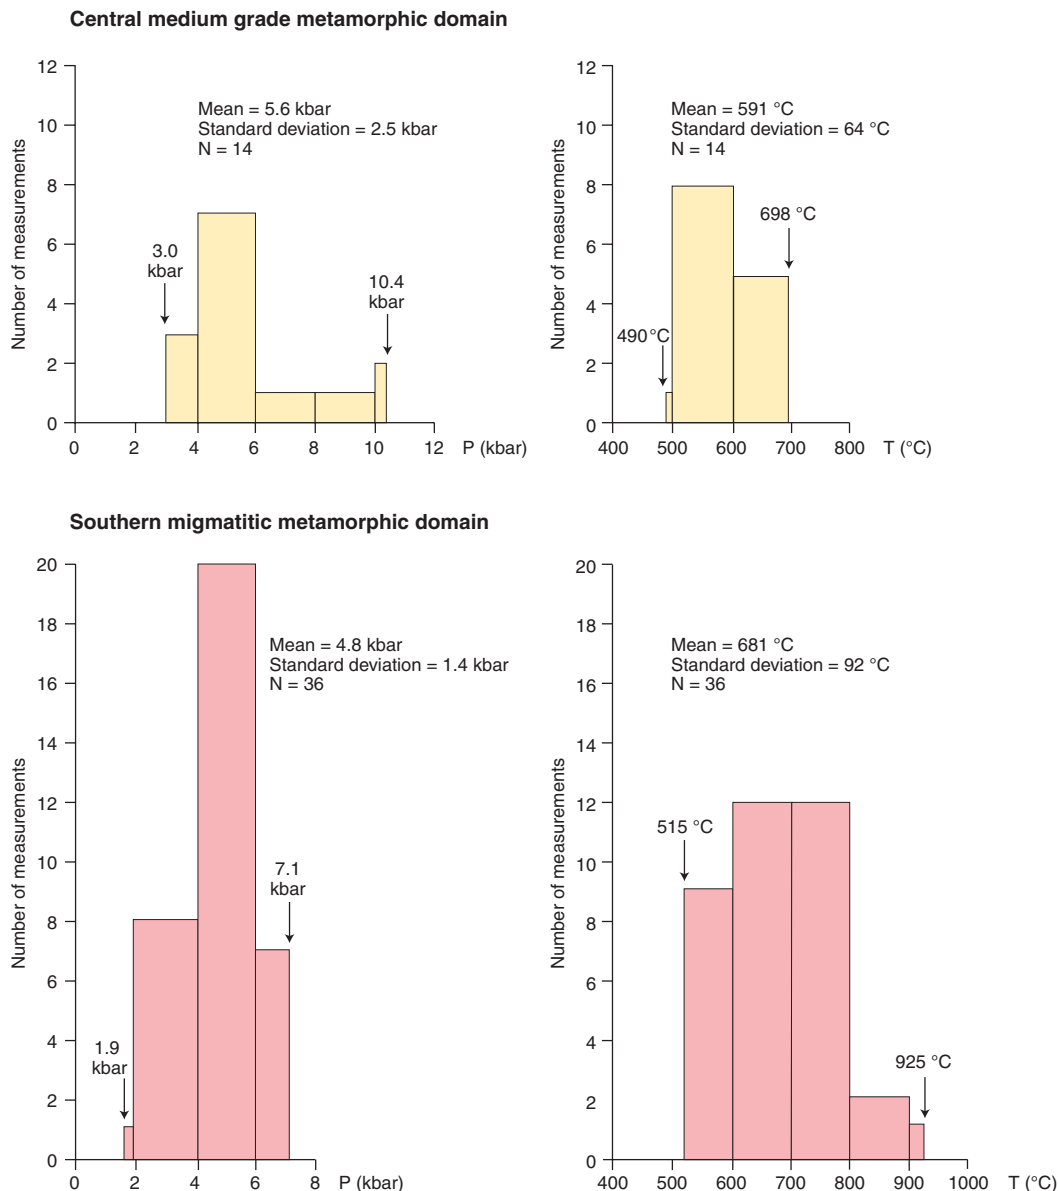 Central medium grade metamorphic domain
12
10
8
6
4
2
0
Number of measurements
Mean = 5.6 kbar
Standard deviation = 2.5 kbar
N = 14
3.0
kbar
10.4
kbar
0 2 4 6 8 10 12 P (kbar)
12
10
8
6
4
2
0
Number of measurements
Mean = 591 °C
Standard deviation = 64 °C
N = 14
698 °C
490°C
400 500 600 700 800 T (°C)
Southern migmatitic metamorphic domain
20
18
16
14
12
10
8
6
4
2
0
Number of measurements
Mean = 4.8 kbar
Standard deviation = 1.4 kbar
N = 36
7.1
kbar
1.9
kbar
0 2 4 6 8 P (kbar)
20
18
16
14
12
10
8
6
4
2
0
Number of measurements
Mean = 681 °C
Standard deviation = 92 °C
N = 36
515 °C
925 °C
400 500 600 700 800 900 1000 T (°C)